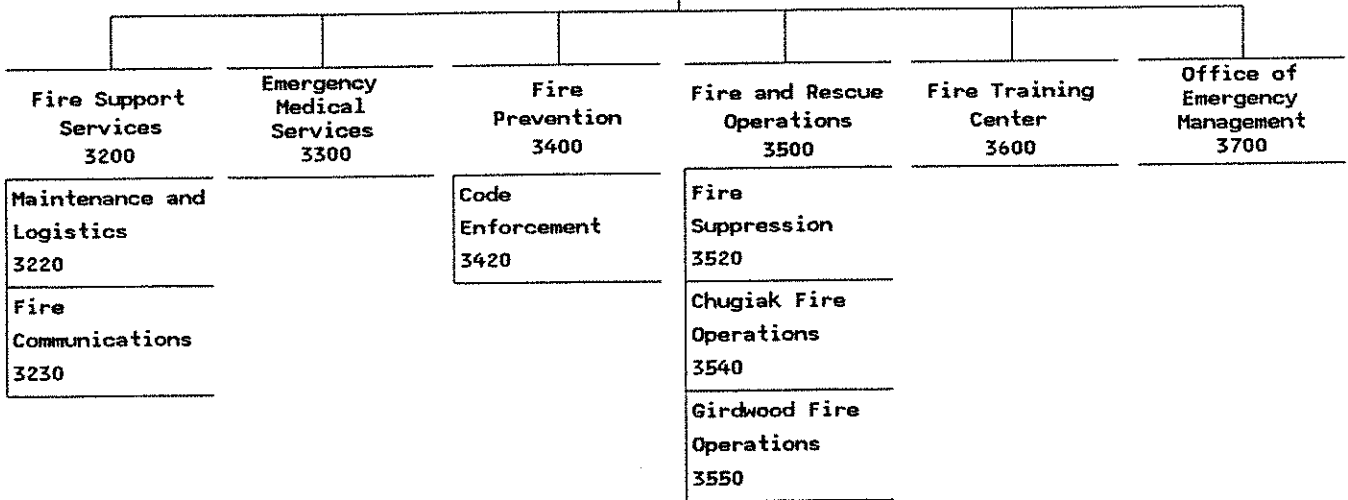 Fire Support
Services
3200
Emergency
Medical
Services
3300
Fire
Prevention
3400
Fire and Rescue
Operations
3500
Fire Training
Center
3600
Office of
Emergency
Management
3700
Maintenance and
Logistics
3220
Fire
Communications
3230
Code
Enforcement
3420
Fire
Suppression
3520
Chugiak Fire
Operations
3540
Girdwood Fire
Operations
3550